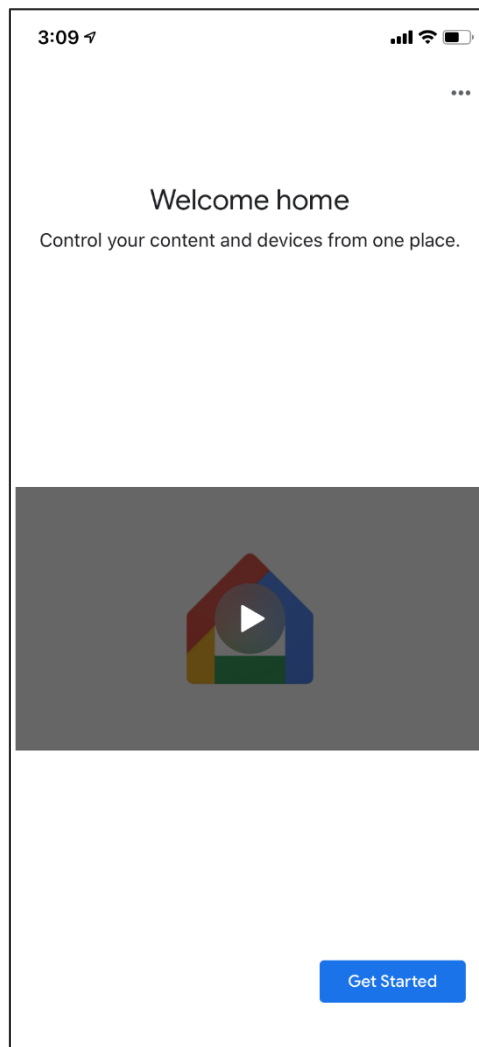 3:09
Welcome home
Control your content and devices from one place.
Get Started